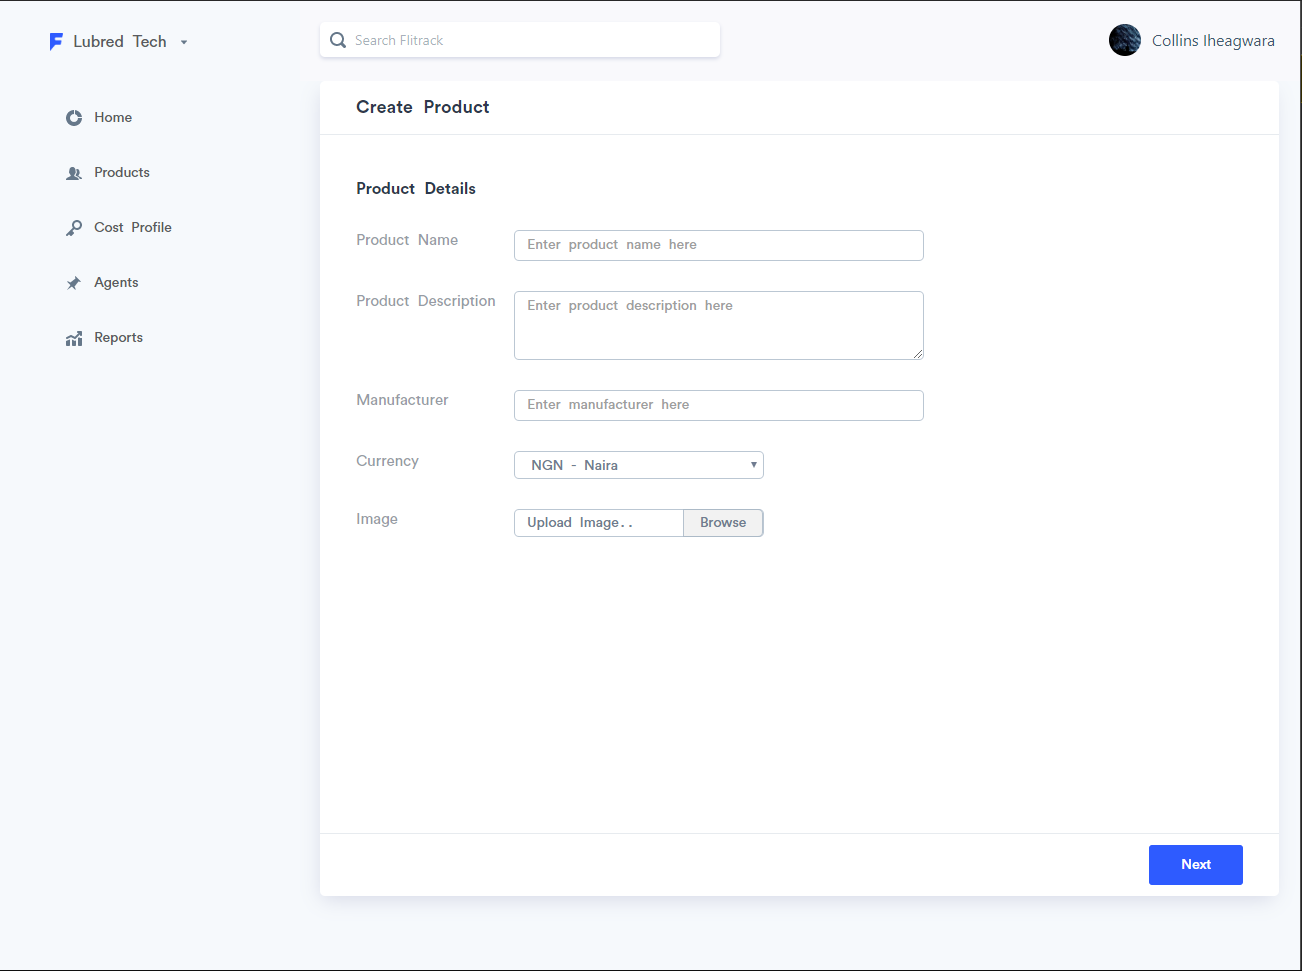 Lubred Tech
Search Flitrack
Collins Iheagwara
Home
Products
Cost Profile
Agents
Reports
Create Product
Product Details
Product Name
Enter product name here
Product Description
Enter product description here
Manufacturer
Enter manufacturer here
Currency
NGN - Naira
Image
Upload Image..
Browse
Next